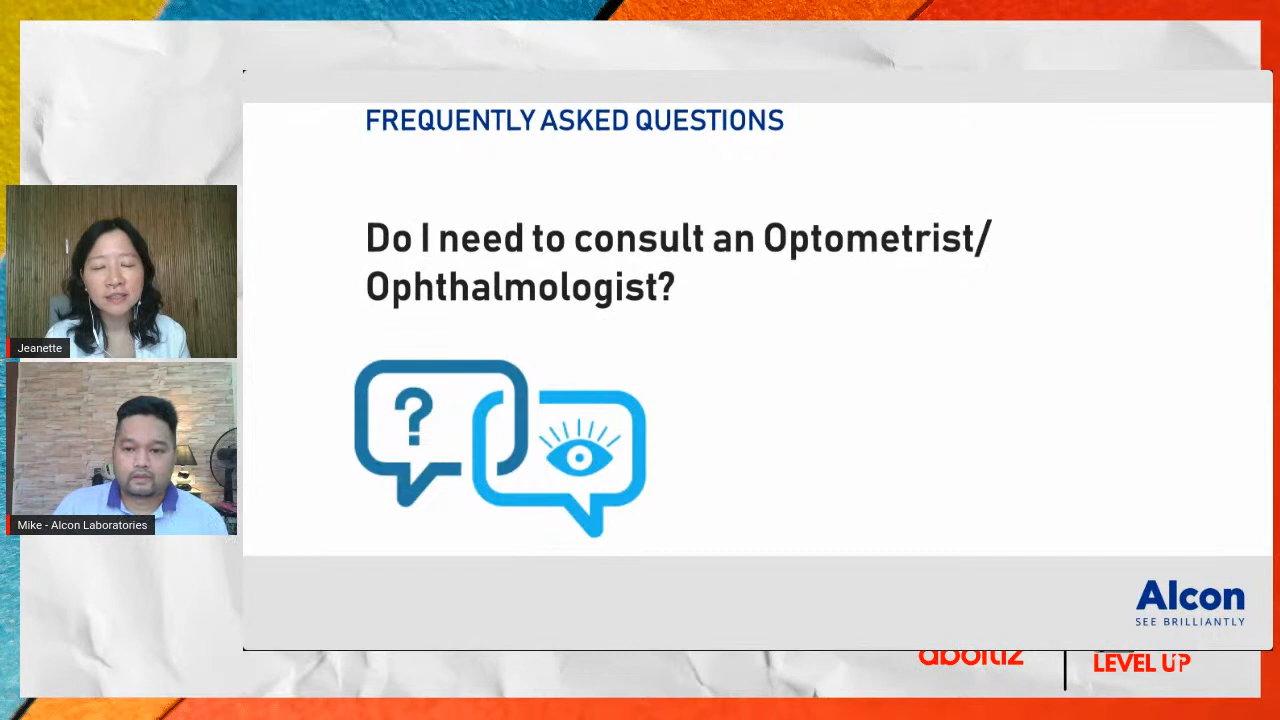 FREQUENTLY ASKED QUESTIONS
Do I need to consult an Optometrist/
Ophthalmologist?
?
Jeanette
Mike - Alcon Laboratories
Alcon
SEE BRILLIANTLY
aboitiz
LEVEL UP